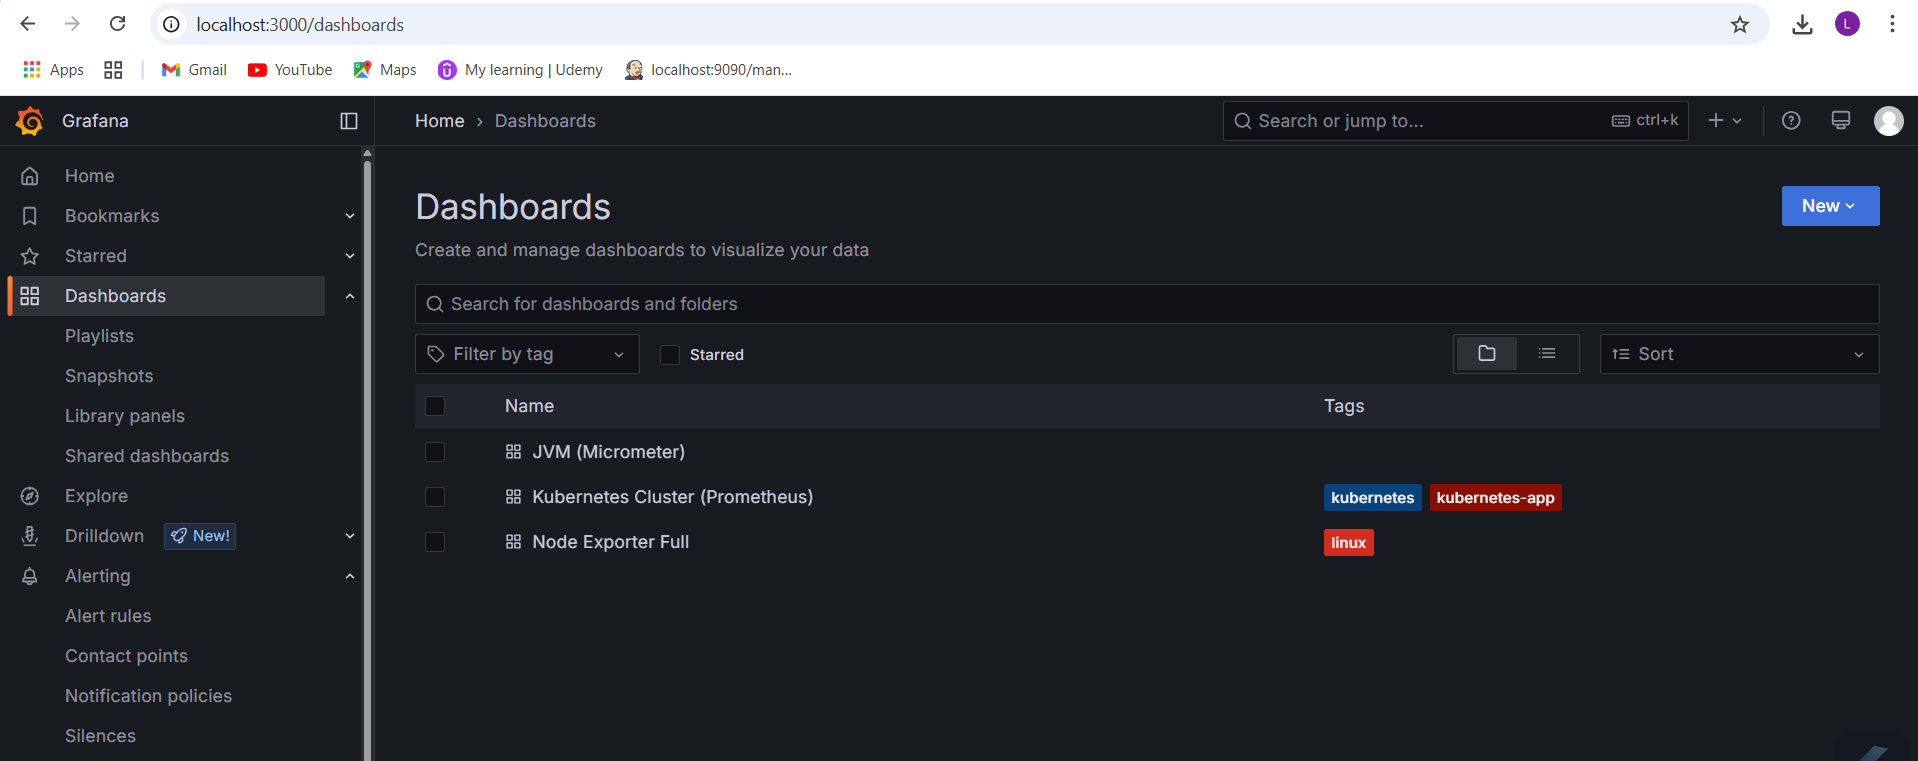 localhost:3000/dashboards
L
Apps
Gmail
YouTube
Maps
My learning | Udemy
localhost:9090/man...
Grafana
Home › Dashboards
Search or jump to...
ctrl+k
Home
Bookmarks
Starred
Dashboards
Playlists
Snapshots
Library panels
Shared dashboards
Explore
Drilldown New!
Alerting
Alert rules
Contact points
Notification policies
Silences
Dashboards
New
Create and manage dashboards to visualize your data
Search for dashboards and folders
Filter by tag
Starred
Sort
Name Tags
JVM (Micrometer)
Kubernetes Cluster (Prometheus) kubernetes kubernetes-app
Node Exporter Full linux